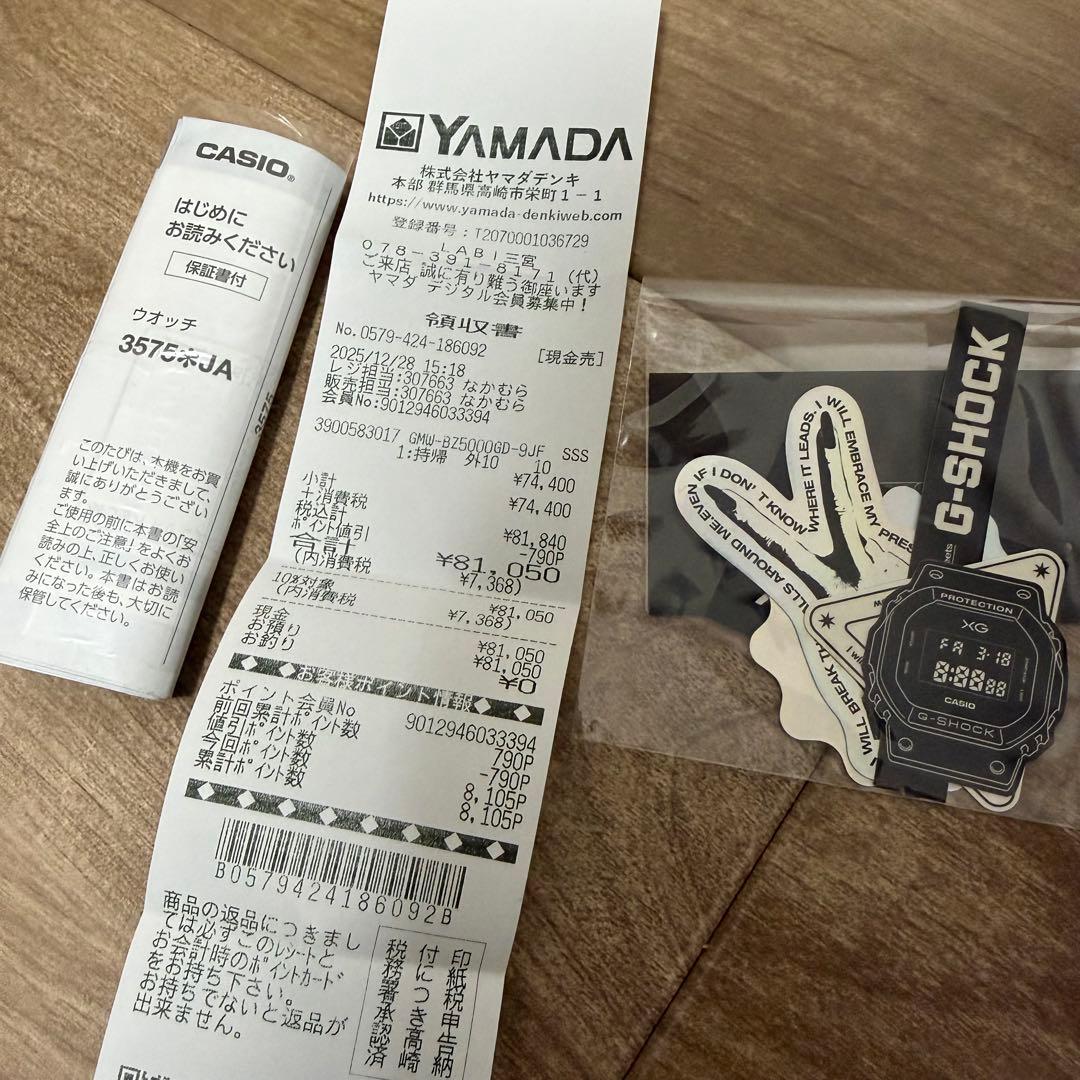 CASIO®
はじめに
お読みください
保証書付
ウオッチ
3575※JA
このたびは、本機をお買
い上げいただきまして、
誠にありがとうござい
ます。
ご使用の前に本書の「安
全上のご注意」をよくお
読みの上、正しくお使い
ください。本書はお読
みになった後も、大切に
保管してください。
YAMADA
株式会社ヤマダデンキ
本部 群馬県高崎市栄町1-1
https://www.yamada-denkiweb.com
登録番号:T2070001036729
LABI三宮
078-391-8171(代)
ご来店 誠に有り難う御座います
ヤマダ デジタル会員募集中!
領収書
No.0579-424-186092 [現金売]
2025/12/28 15:18
レジ担当:307663 なかむら
販売担当:307663 なかむら
会員No:9012946033394
3900583017 GMW-BZ5000GD-9JF SSS
1:持帰 外10 10
¥74,400
小計 ¥74,400
+消費税
税込計 ¥81,840
ポイント値引 -790P
合計 ¥81,050
(内消費税 ¥7,368)
10%対象 ¥81,050
(内消費税 ¥7,368)
現金 ¥81,050
お預り ¥81,050
お釣り ¥0
お客様ポイント情報
ポイント会員No 9012946033394
前回累計ポイント数 790P
値引ポイント数 -790P
今回ポイント数 8,105P
累計ポイント数 8,105P
B0579424186092B
商品の返品につきまし
ては必ずこのレシートと
お会計時のポイントカード
をお持ち下さい。
お持ちでないと返品が
出来ません。
印紙税申告納
付につき高崎
税務署承認済
G-SHOCK
EVEN IF I DON'T KNOW
WHERE IT LEADS. I WILL EMBRACE MY PRES
ILLS AROUND ME.
I WILL BREAK TH
PROTECTION
XG
FA 3-18
0:00 00
CASIO
G-SHOCK